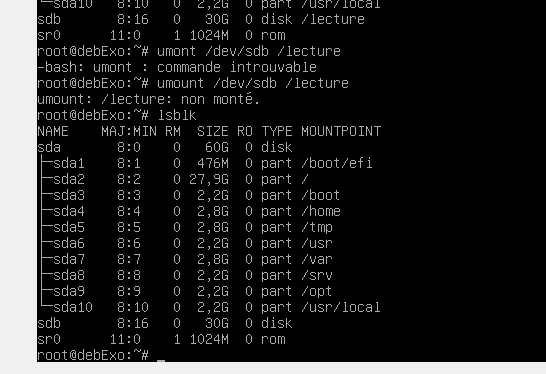 └─sda10   8:10   0  2,2G  0 part /usr/local
sdb       8:16   0   30G  0 disk /lecture
sr0      11:0    1 1024M  0 rom
root@debExo:~# umont /dev/sdb /lecture
-bash: umont : commande introuvable
root@debExo:~# umount /dev/sdb /lecture
umount: /lecture: non monté.
root@debExo:~# lsblk
NAME    MAJ:MIN RM  SIZE RO TYPE MOUNTPOINT
sda       8:0    0   60G  0 disk
├─sda1    8:1    0  476M  0 part /boot/efi
├─sda2    8:2    0 27,9G  0 part /
├─sda3    8:3    0  2,2G  0 part /boot
├─sda4    8:4    0  2,8G  0 part /home
├─sda5    8:5    0  2,8G  0 part /tmp
├─sda6    8:6    0  2,2G  0 part /usr
├─sda7    8:7    0  2,8G  0 part /var
├─sda8    8:8    0  2,2G  0 part /srv
├─sda9    8:9    0  2,2G  0 part /opt
└─sda10   8:10   0  2,2G  0 part /usr/local
sdb       8:16   0   30G  0 disk
sr0      11:0    1 1024M  0 rom
root@debExo:~# _